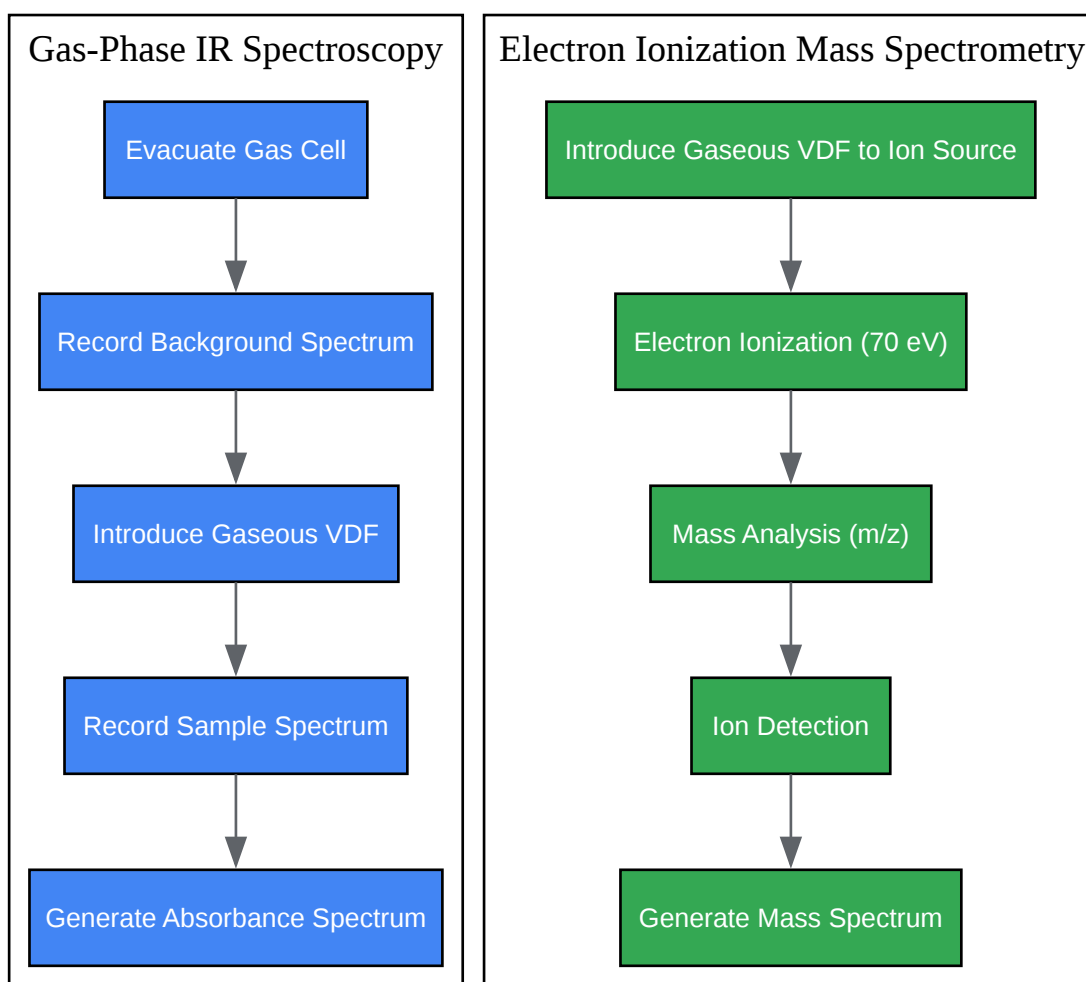 Gas-Phase IR Spectroscopy
Evacuate Gas Cell
Record Background Spectrum
Introduce Gaseous VDF
Record Sample Spectrum
Generate Absorbance Spectrum
Electron Ionization Mass Spectrometry
Introduce Gaseous VDF to Ion Source
Electron Ionization (70 eV)
Mass Analysis (m/z)
Ion Detection
Generate Mass Spectrum